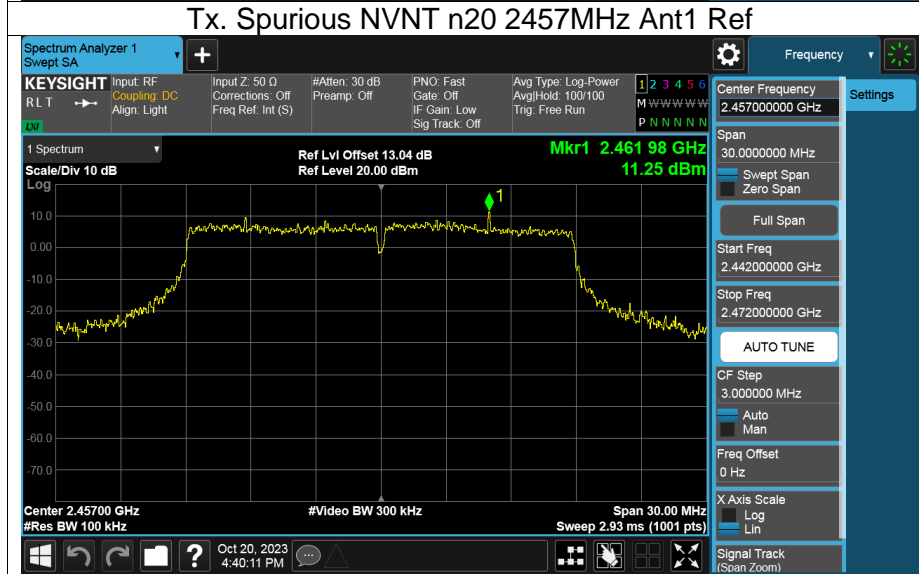 Tx. Spurious NVNT n20 2457MHz Ant1 Ref
Spectrum Analyzer 1
Swept SA
+
Frequency
KEYSIGHT
RLT
LXI
Input: RF
Coupling: DC
Align: Light
Input Z: 50 Ω
Corrections: Off
Freq Ref: Int (S)
#Atten: 30 dB
Preamp: Off
PNO: Fast
Gate: Off
IF Gain: Low
Sig Track: Off
Avg Type: Log-Power
Avg|Hold: 100/100
Trig: Free Run
1 2 3 4 5 6
M W W W W W
P N N N N N
Center Frequency
2.457000000 GHz
Settings
Span
30.0000000 MHz
Swept Span
Zero Span
Full Span
Start Freq
2.442000000 GHz
Stop Freq
2.472000000 GHz
AUTO TUNE
CF Step
3.000000 MHz
Auto
Man
Freq Offset
0 Hz
X Axis Scale
Log
Lin
Signal Track
(Span Zoom)
1 Spectrum
Scale/Div 10 dB
Log
Ref Lvl Offset 13.04 dB
Ref Level 20.00 dBm
Mkr1 2.461 98 GHz
11.25 dBm
1
10.0
0.00
-10.0
-20.0
-30.0
-40.0
-50.0
-60.0
-70.0
Center 2.45700 GHz
#Res BW 100 kHz
#Video BW 300 kHz
Span 30.00 MHz
Sweep 2.93 ms (1001 pts)
?
Oct 20, 2023
4:40:11 PM